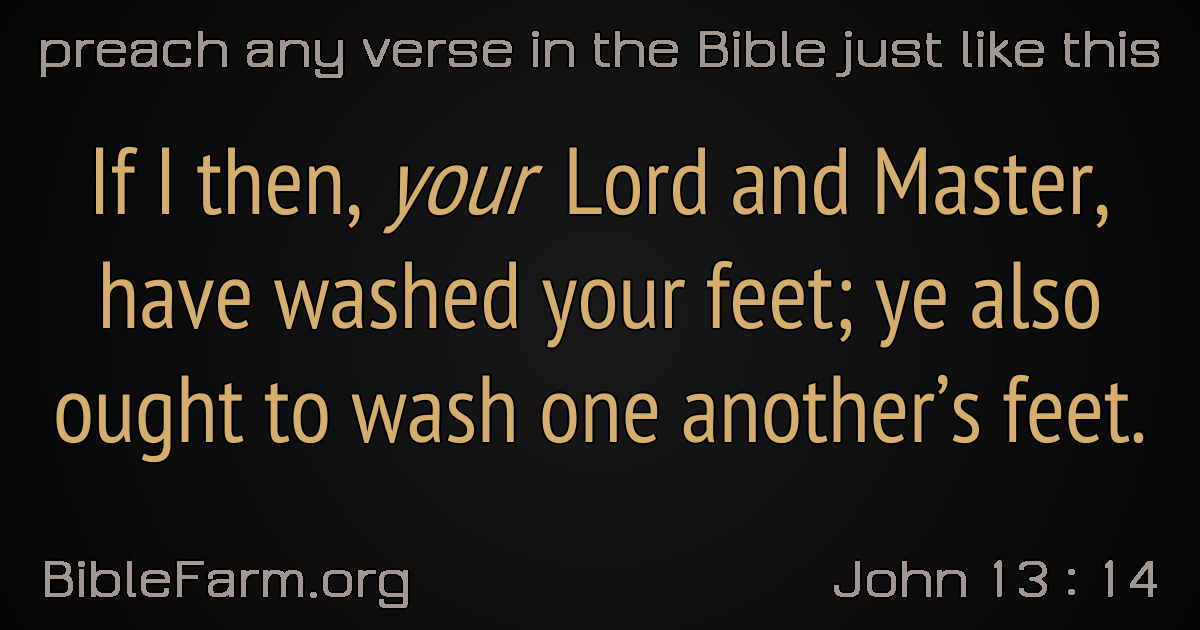 preach any verse in the Bible just like this
If I then, your Lord and Master,
have washed your feet; ye also
ought to wash one another’s feet.
BibleFarm.org
John 13 : 14